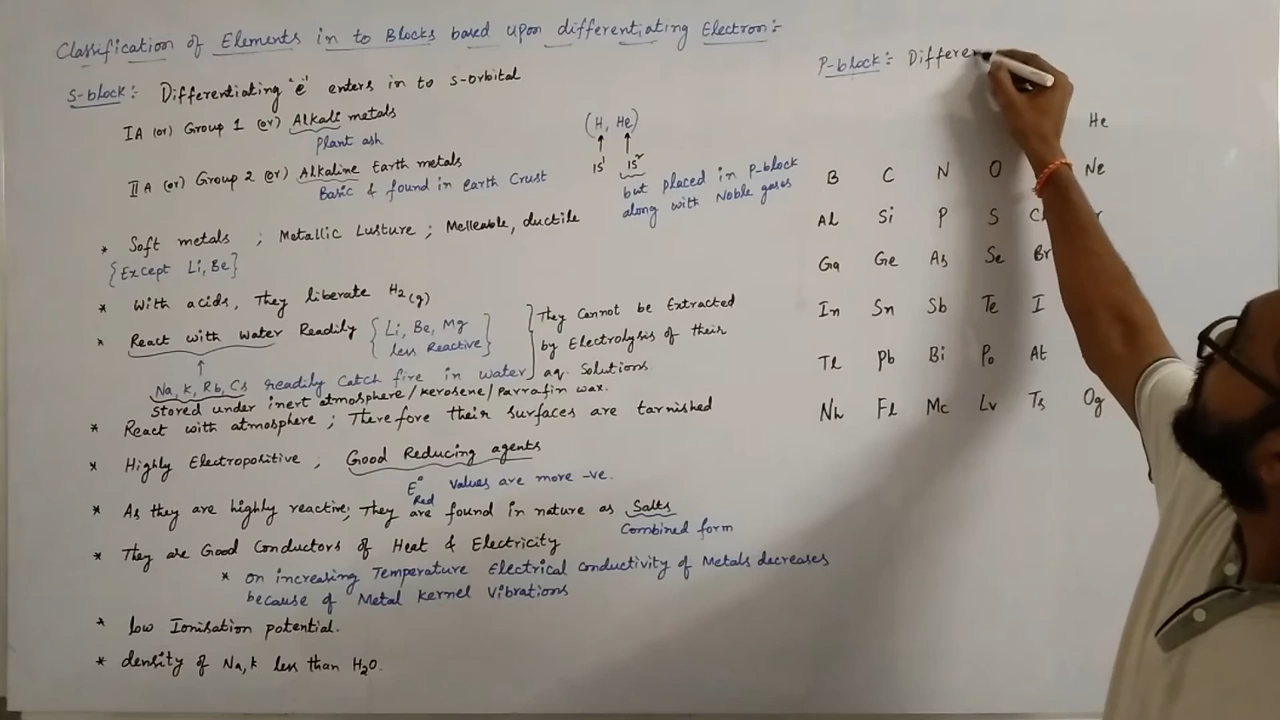 Classification of Elements in to Blocks based upon differentiating Electron:-
S-block:- Differentiating 'e' enters in to s-orbital
IA (or) Group 1 (or) Alkali metals
Plant ash
IIA (or) Group 2 (or) Alkaline Earth metals
Basic & found in earth Crust
(H, He)
1S¹ 1S²
but placed in P-block
along with Noble gases
* Soft metals ; Metallic Lusture ; Malleable, ductile
{Except Li, Be}
* With acids, They liberate H2(g)
* React with water Readily {Li, Be, Mg
less Reactive}
Na, K, Rb, Cs readily Catch fire in water
Stored under inert atmosphere/kerosene/Parrafin wax.
They Cannot be Extracted
by Electrolysis of their
aq. Solutions.
* React with atmosphere ; Therefore their surfaces are tarnished
* Highly Electropositive ; Good Reducing agents
E°Red values are more -ve.
* As they are highly reactive; They are found in nature as Salts
Combined form
* They are Good Conductors of Heat & Electricity
* on increasing Temperature Electrical Conductivity of Metals decreases
because of Metal Kernel Vibrations
* low Ionisation potential.
* density of Na, K less than H2O.
P-block:- Differen
He
B C N O Ne
Al Si P S
Ga Ge As Se Br
In Sn Sb Te I
Tl Pb Bi Po At
Nh Fl Mc Lv Ts Og